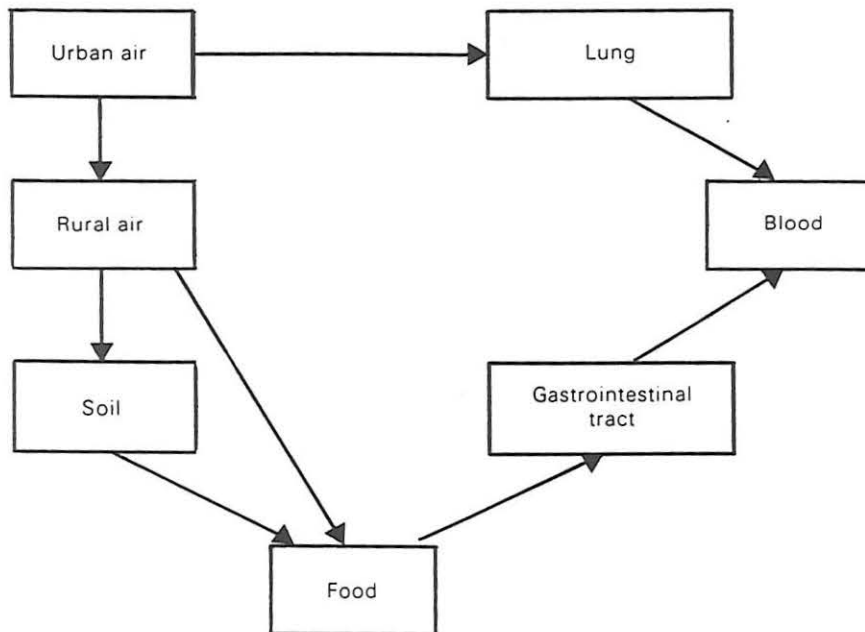 Urban air
Lung
Rural air
Blood
Soil
Gastrointestinal
tract
Food